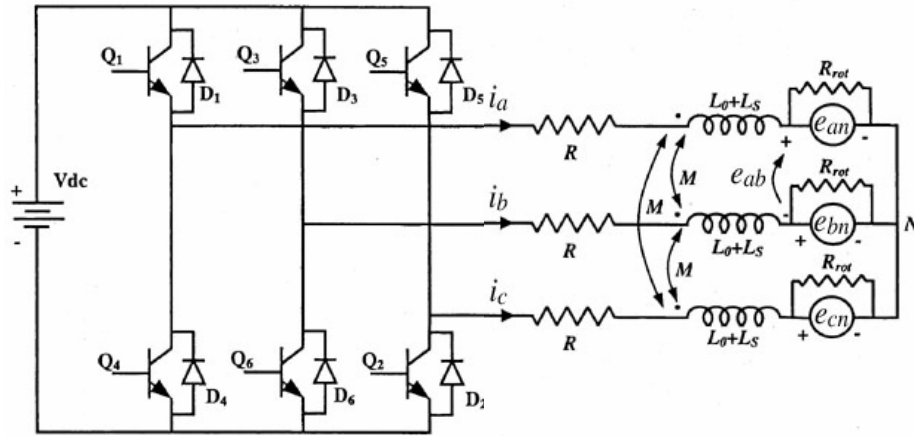 Q1
D1
Q3
D3
Q5
D5
ia
R
L0+LS
Rrot
ean
+ -
M
M
eab
+
Vdc
-
ib
R
L0+LS
-
Rrot
ebn
+ -
N
M
ic
R
L0+LS
Rrot
ecn
+ -
Q4
D4
Q6
D6
Q2